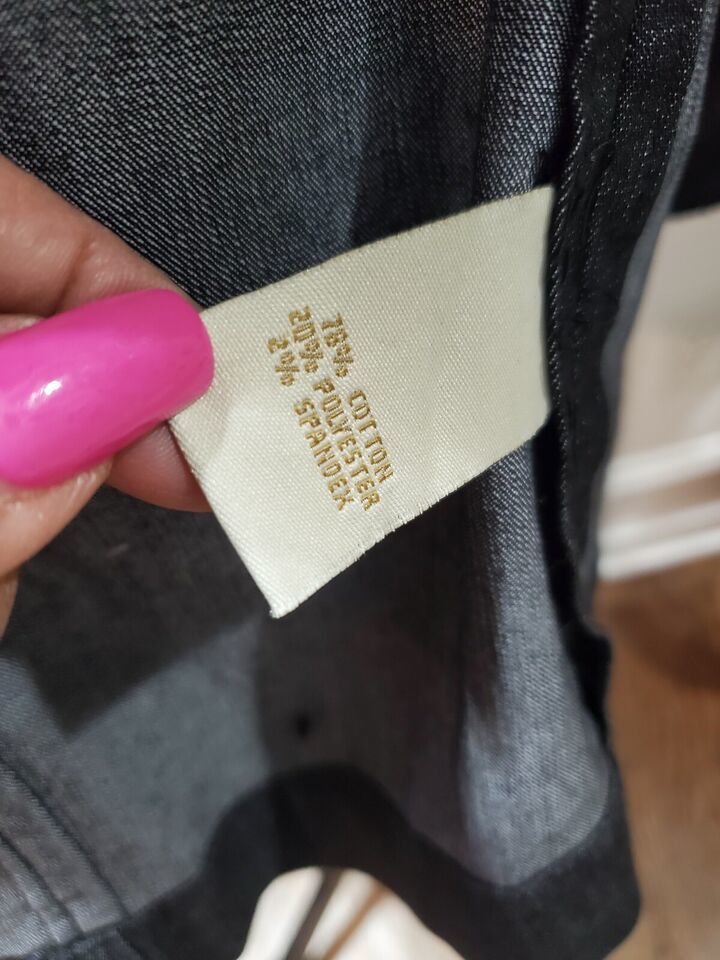 78% COTTON
20% POLYESTER
2% SPANDEX